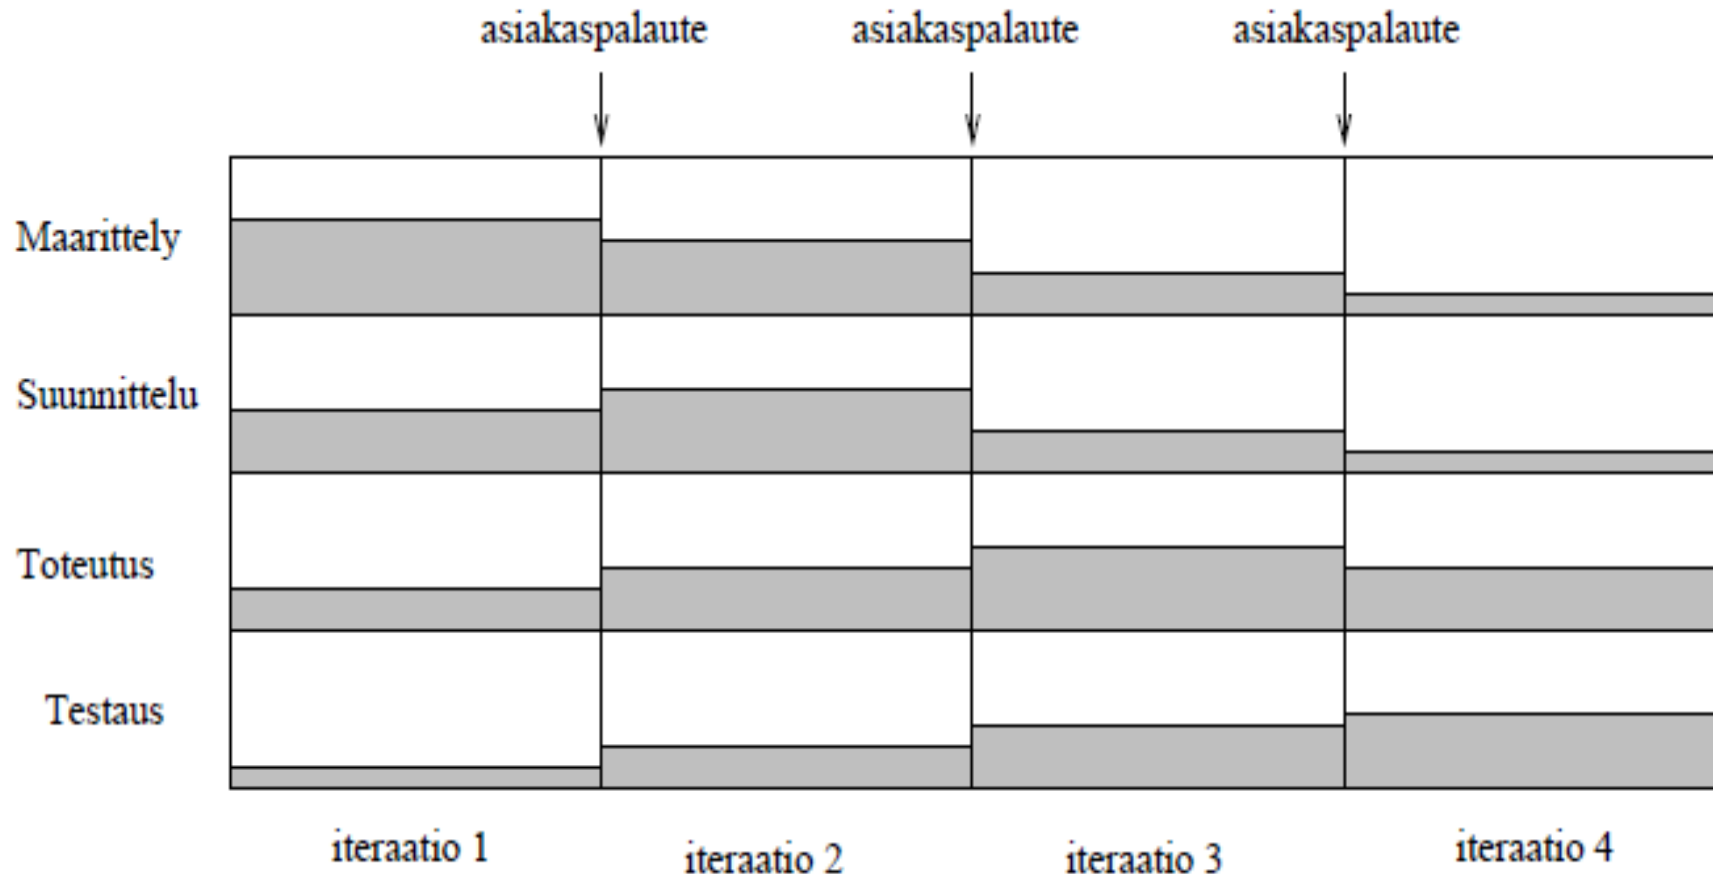 asiakaspalaute asiakaspalaute asiakaspalaute
Maarittely
Suunnittelu
Toteutus
Testaus
iteraatio 1 iteraatio 2 iteraatio 3 iteraatio 4